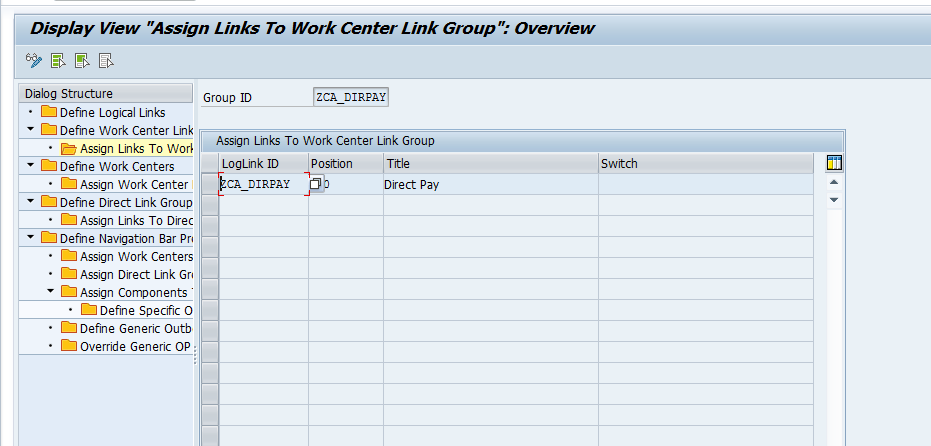 Display View "Assign Links To Work Center Link Group": Overview
Dialog Structure
Define Logical Links
Define Work Center Link
Assign Links To Work
Define Work Centers
Assign Work Center
Define Direct Link Group
Assign Links To Direc
Define Navigation Bar Pro
Assign Work Centers
Assign Direct Link Gro
Assign Components
Define Specific O
Define Generic Outb
Override Generic OP
Group ID ZCA_DIRPAY
Assign Links To Work Center Link Group
LogLink ID Position Title Switch
ZCA_DIRPAY 0 Direct Pay